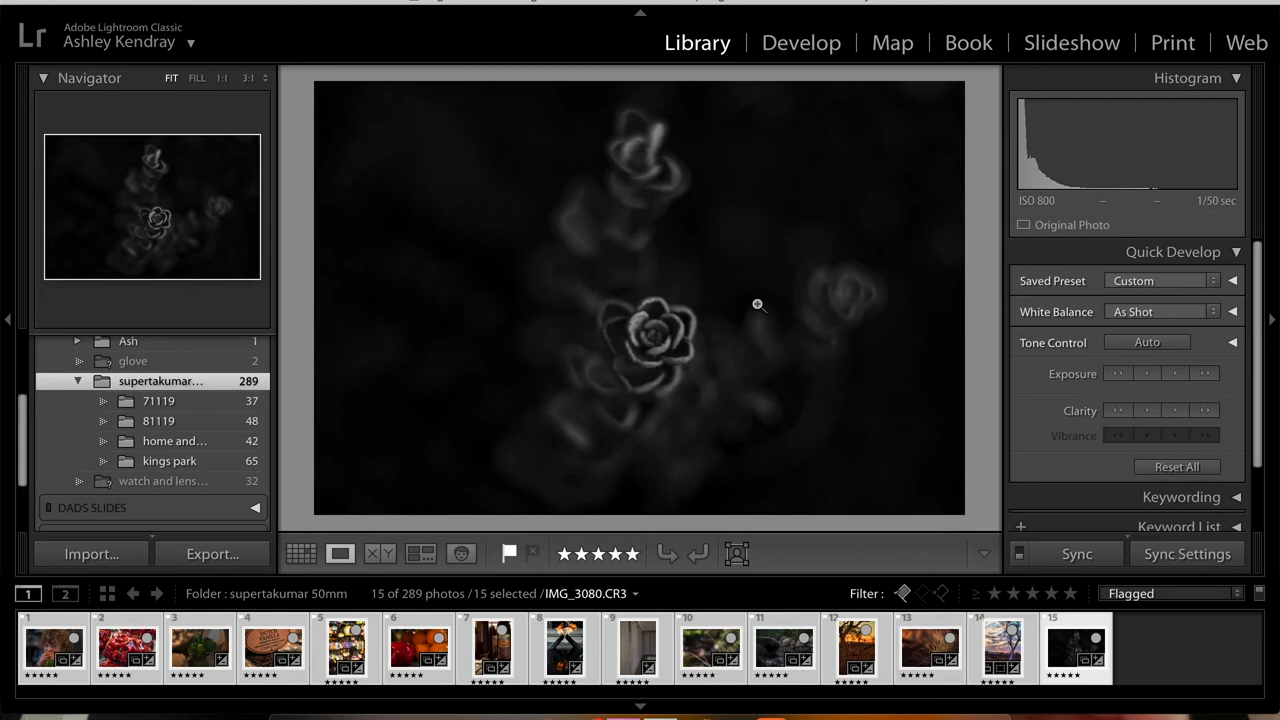 Lr
Adobe Lightroom Classic
Ashley Kendray
Library | Develop | Map | Book | Slideshow | Print | Web
Navigator FIT FILL 1:1 3:1
Ash 1
glove 2
supertakumar... 289
71119 37
81119 48
home and... 42
kings park 65
watch and lens... 32
DADS SLIDES
Import... Export...
Histogram
ISO 800 – – 1/50 sec
Original Photo
Quick Develop
Saved Preset Custom
White Balance As Shot
Tone Control Auto
Exposure
Clarity
Vibrance
Reset All
Keywording
Keyword List
Sync Sync Settings
X Y
1 2 Folder : supertakumar 50mm 15 of 289 photos / 15 selected / IMG_3080.CR3 Filter : Flagged
1 2 3 4 5 6 7 8 9 10 11 12 13 14 15